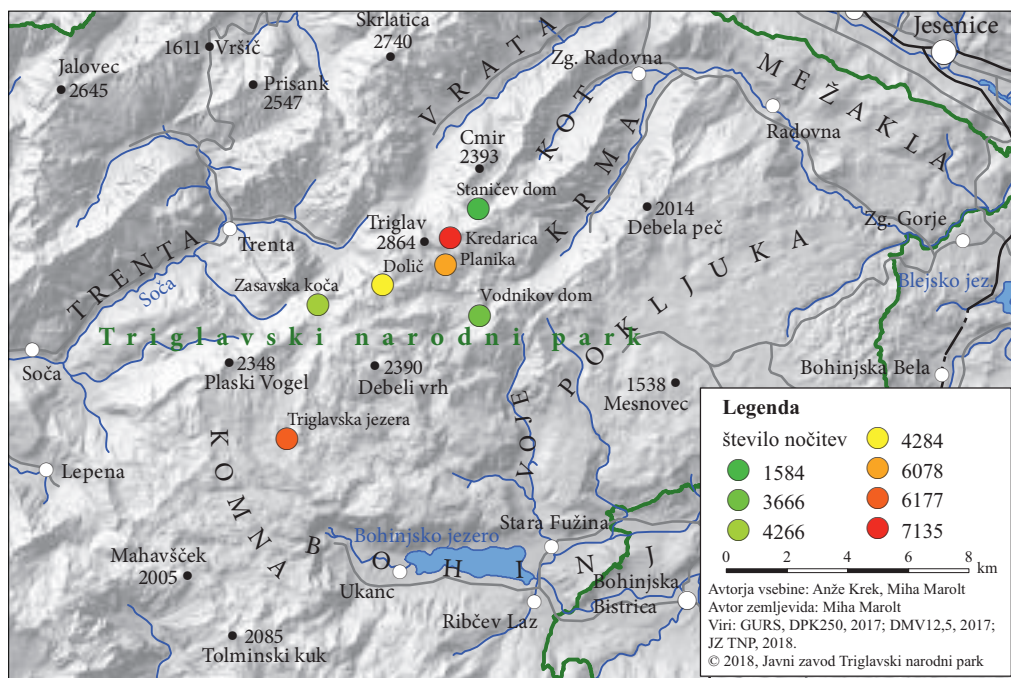 Skrlatica
2740
1611 Vršič
Jalovec
2645
Prisank
2547
VRATA
Zg. Radovna
Jesenice
MEŽAKLA
KOT
KRMA
Radovna
Cmir
2393
Staničev dom
2014
Debela peč
Zg. Gorje
Triglav
2864
Kredarica
Planika
Trenta
TRENTA
Soča
Dolič
Zasavska koča
Vodnikov dom
POKLJUKA
Blejsko jez.
Triglavski narodni park
Soča
2348
Plaski Vogel
2390
Debeli vrh
1538
Mesnovec
Bohinjska Bela
Triglavska jezera
KOMNA
VOJE
Lepena
Stara Fužina
Bohinjsko jezero
BOHINJ
Mahavšček
2005
Ukanc
Ribčev Laz
Bohinjska
Bistrica
2085
Tolminski kuk
Legenda
število nočitev
1584
3666
4266
4284
6078
6177
7135
0 2 4 6 8 km
Avtorja vsebine: Anže Krek, Miha Marolt
Avtor zemljevida: Miha Marolt
Viri: GURS, DPK250, 2017; DMV12,5, 2017;
JZ TNP, 2018.
© 2018, Javni zavod Triglavski narodni park